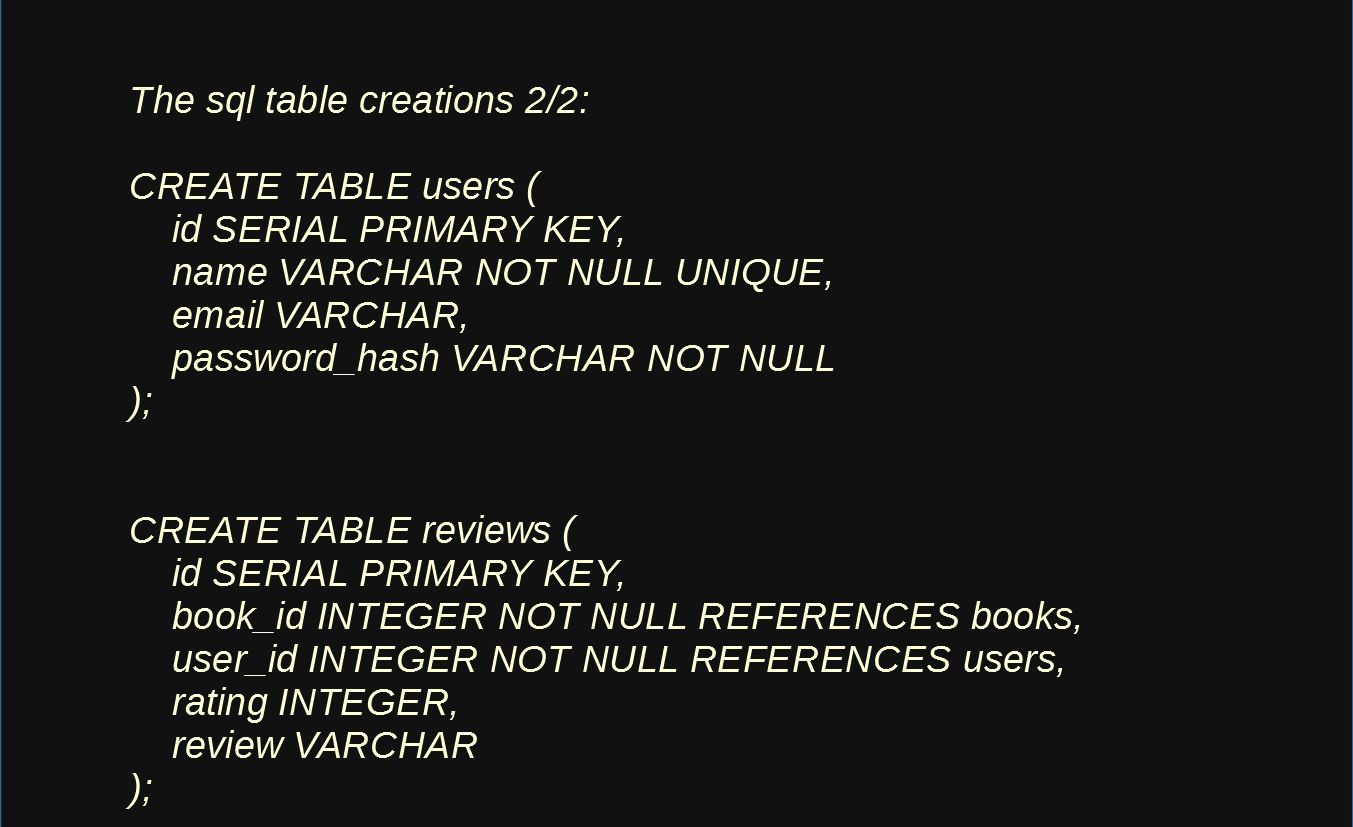 The sql table creations 2/2:
CREATE TABLE users (
id SERIAL PRIMARY KEY,
name VARCHAR NOT NULL UNIQUE,
email VARCHAR,
password_hash VARCHAR NOT NULL
);
CREATE TABLE reviews (
id SERIAL PRIMARY KEY,
book_id INTEGER NOT NULL REFERENCES books,
user_id INTEGER NOT NULL REFERENCES users,
rating INTEGER,
review VARCHAR
);